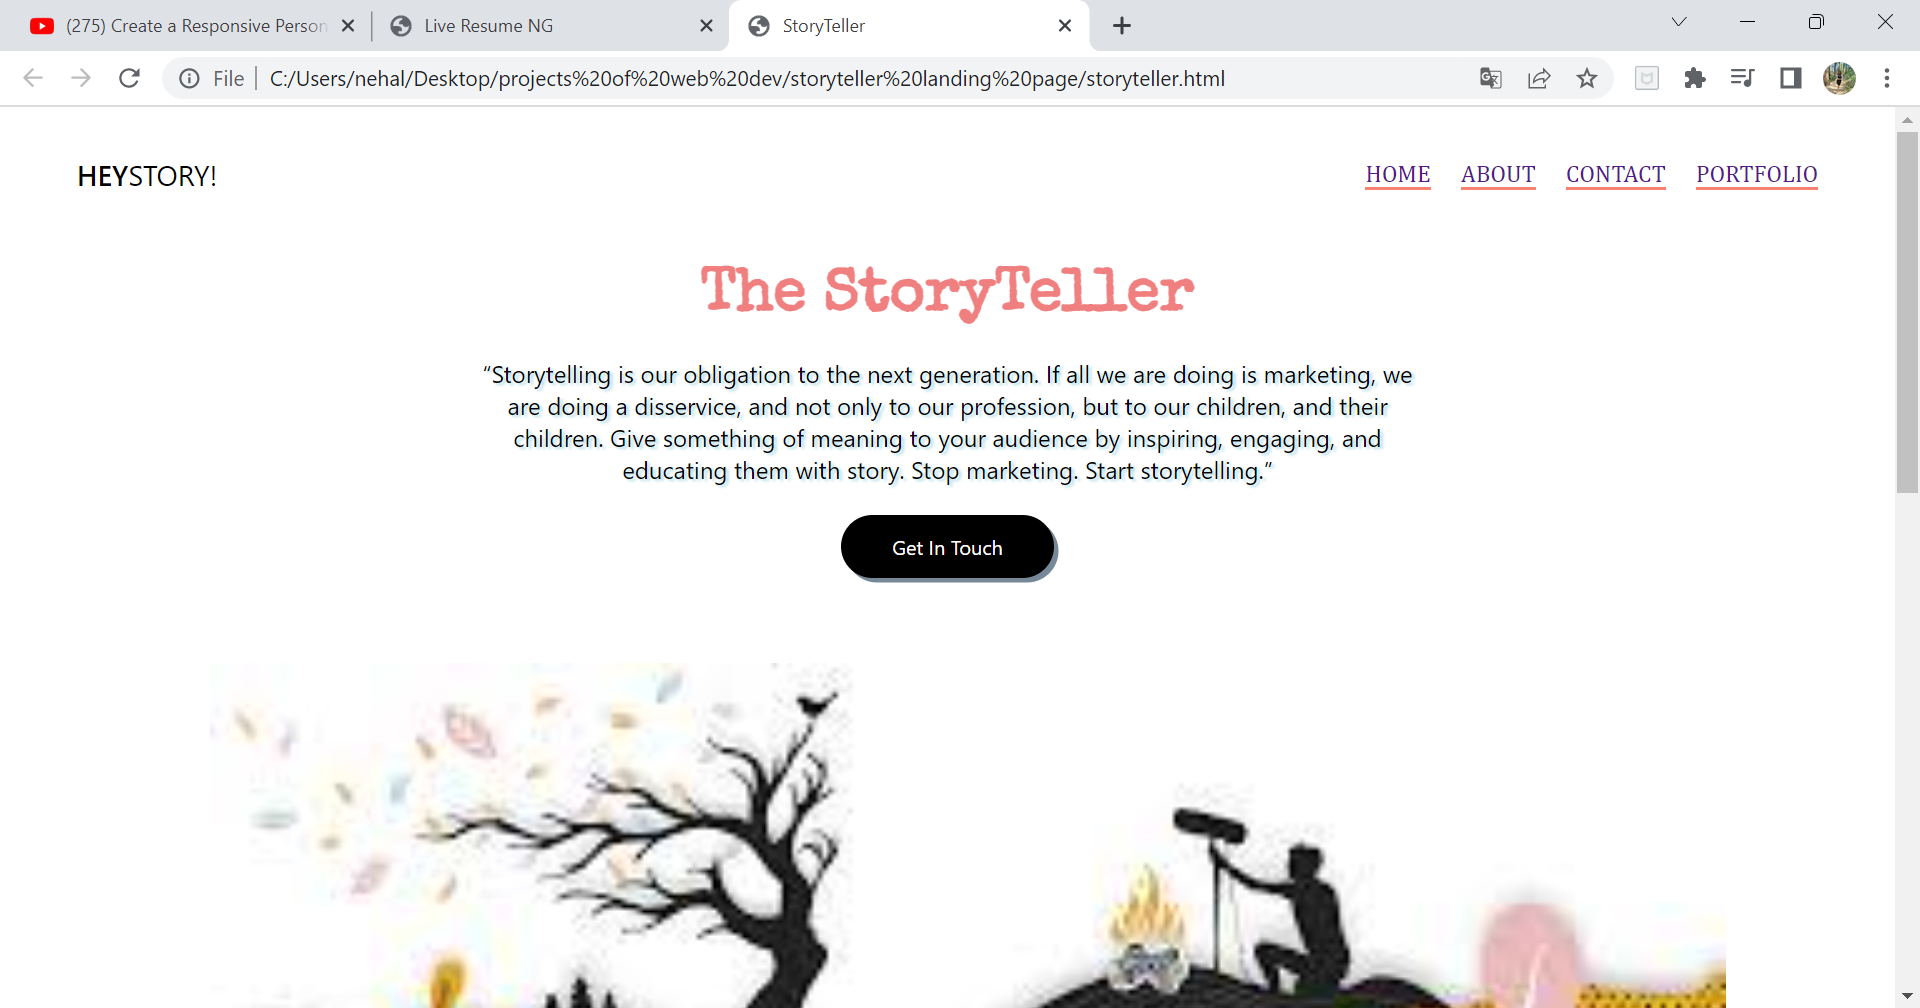 (275) Create a Responsive Person
Live Resume NG
StoryTeller
File
C:/Users/nehal/Desktop/projects%20of%20web%20dev/storyteller%20landing%20page/storyteller.html
HEYSTORY!
HOME ABOUT CONTACT PORTFOLIO
The StoryTeller
“Storytelling is our obligation to the next generation. If all we are doing is marketing, we
are doing a disservice, and not only to our profession, but to our children, and their
children. Give something of meaning to your audience by inspiring, engaging, and
educating them with story. Stop marketing. Start storytelling.”
Get In Touch